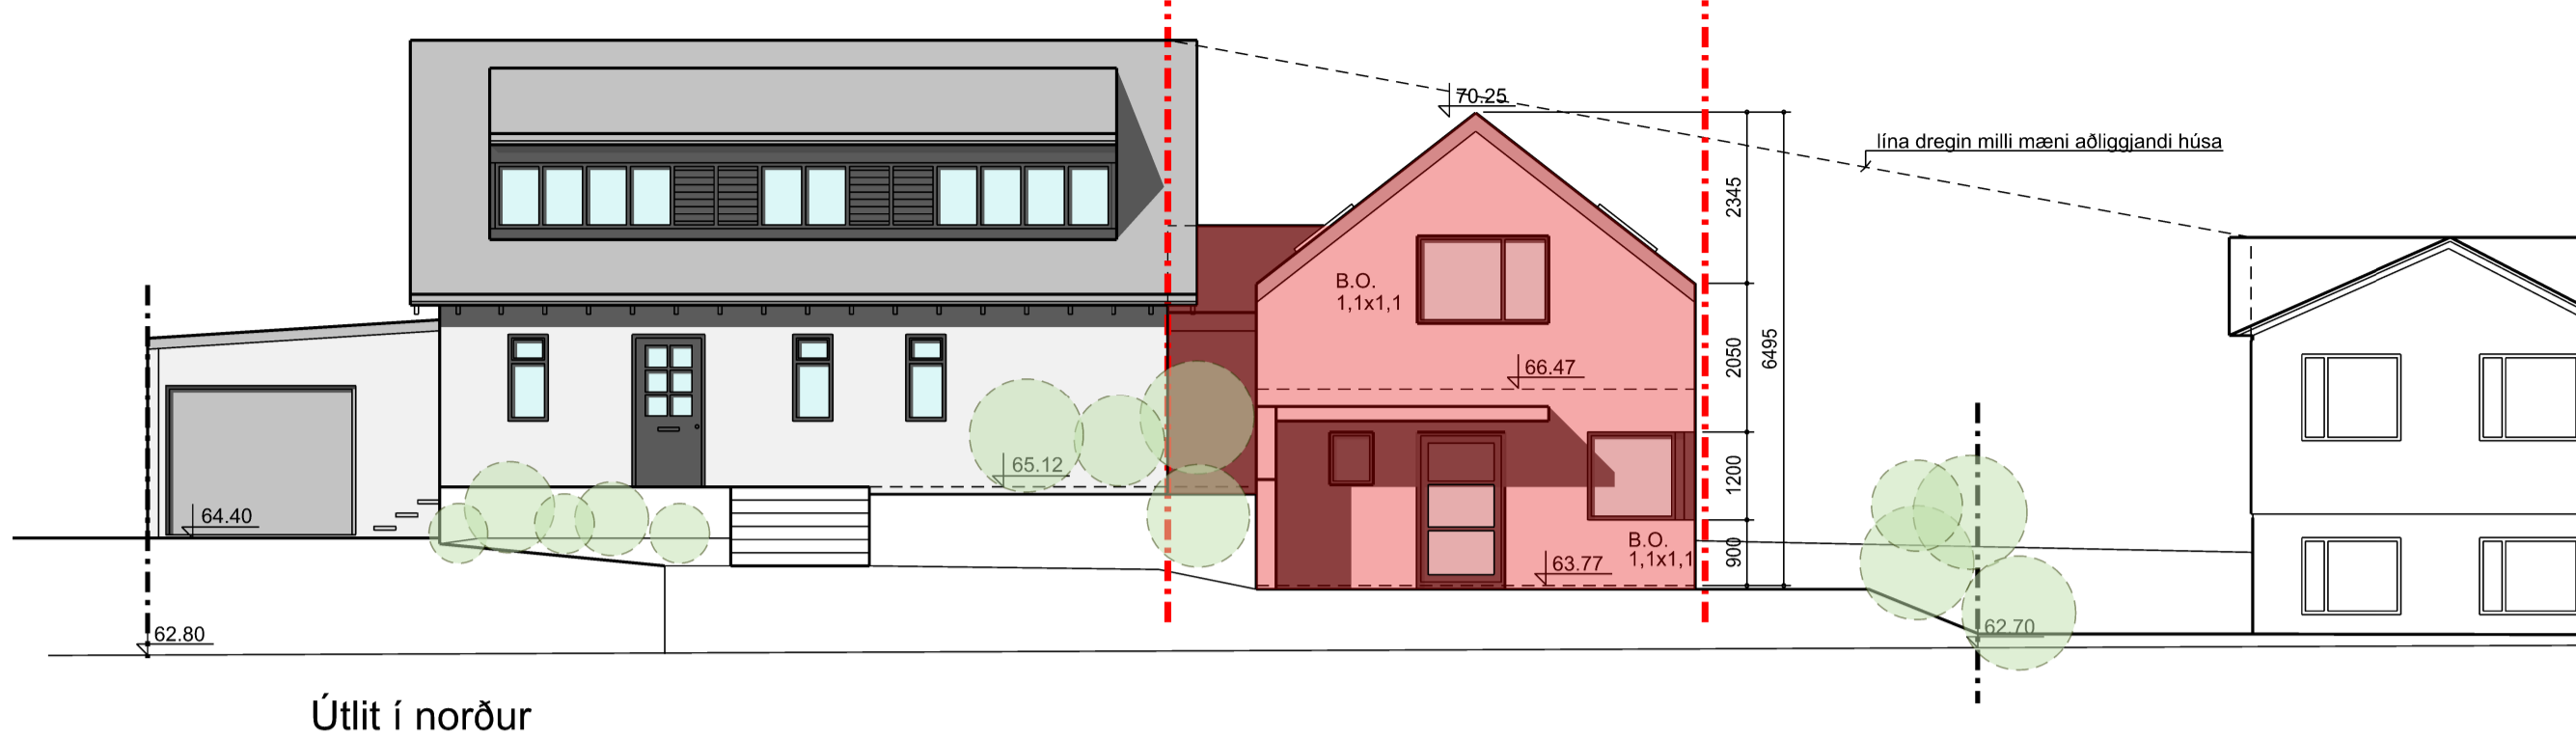 70.25
lína dregin milli mæni aðliggjandi húsa
2345
B.O.
1,1x1,1
2050
6495
66.47
65.12
1200
64.40
B.O.
1,1x1,1
900
63.77
62.80
62.70
Útlit í norður